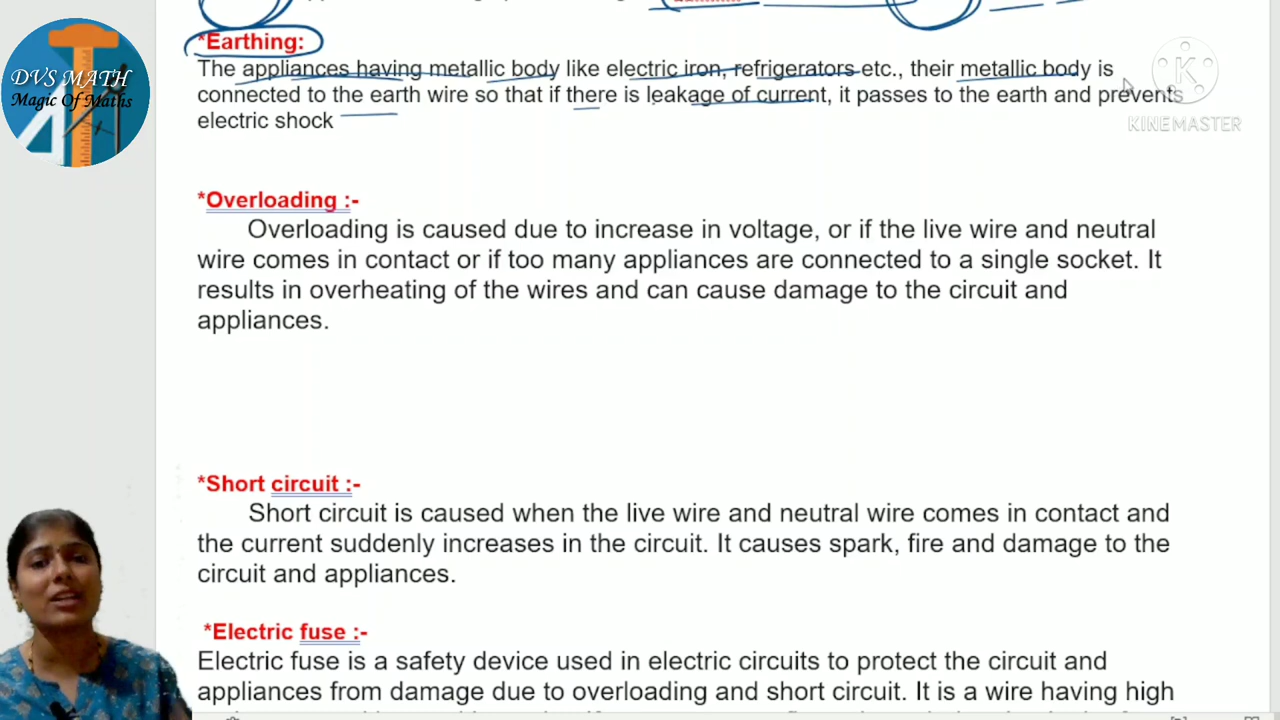 *Earthing:
The appliances having metallic body like electric iron, refrigerators etc., their metallic body is
connected to the earth wire so that if there is leakage of current, it passes to the earth and prevents
electric shock
DVS MATH
Magic Of Maths
K
KINEMASTER
*Overloading :-
Overloading is caused due to increase in voltage, or if the live wire and neutral
wire comes in contact or if too many appliances are connected to a single socket. It
results in overheating of the wires and can cause damage to the circuit and
appliances.
*Short circuit :-
Short circuit is caused when the live wire and neutral wire comes in contact and
the current suddenly increases in the circuit. It causes spark, fire and damage to the
circuit and appliances.
*Electric fuse :-
Electric fuse is a safety device used in electric circuits to protect the circuit and
appliances from damage due to overloading and short circuit. It is a wire having high